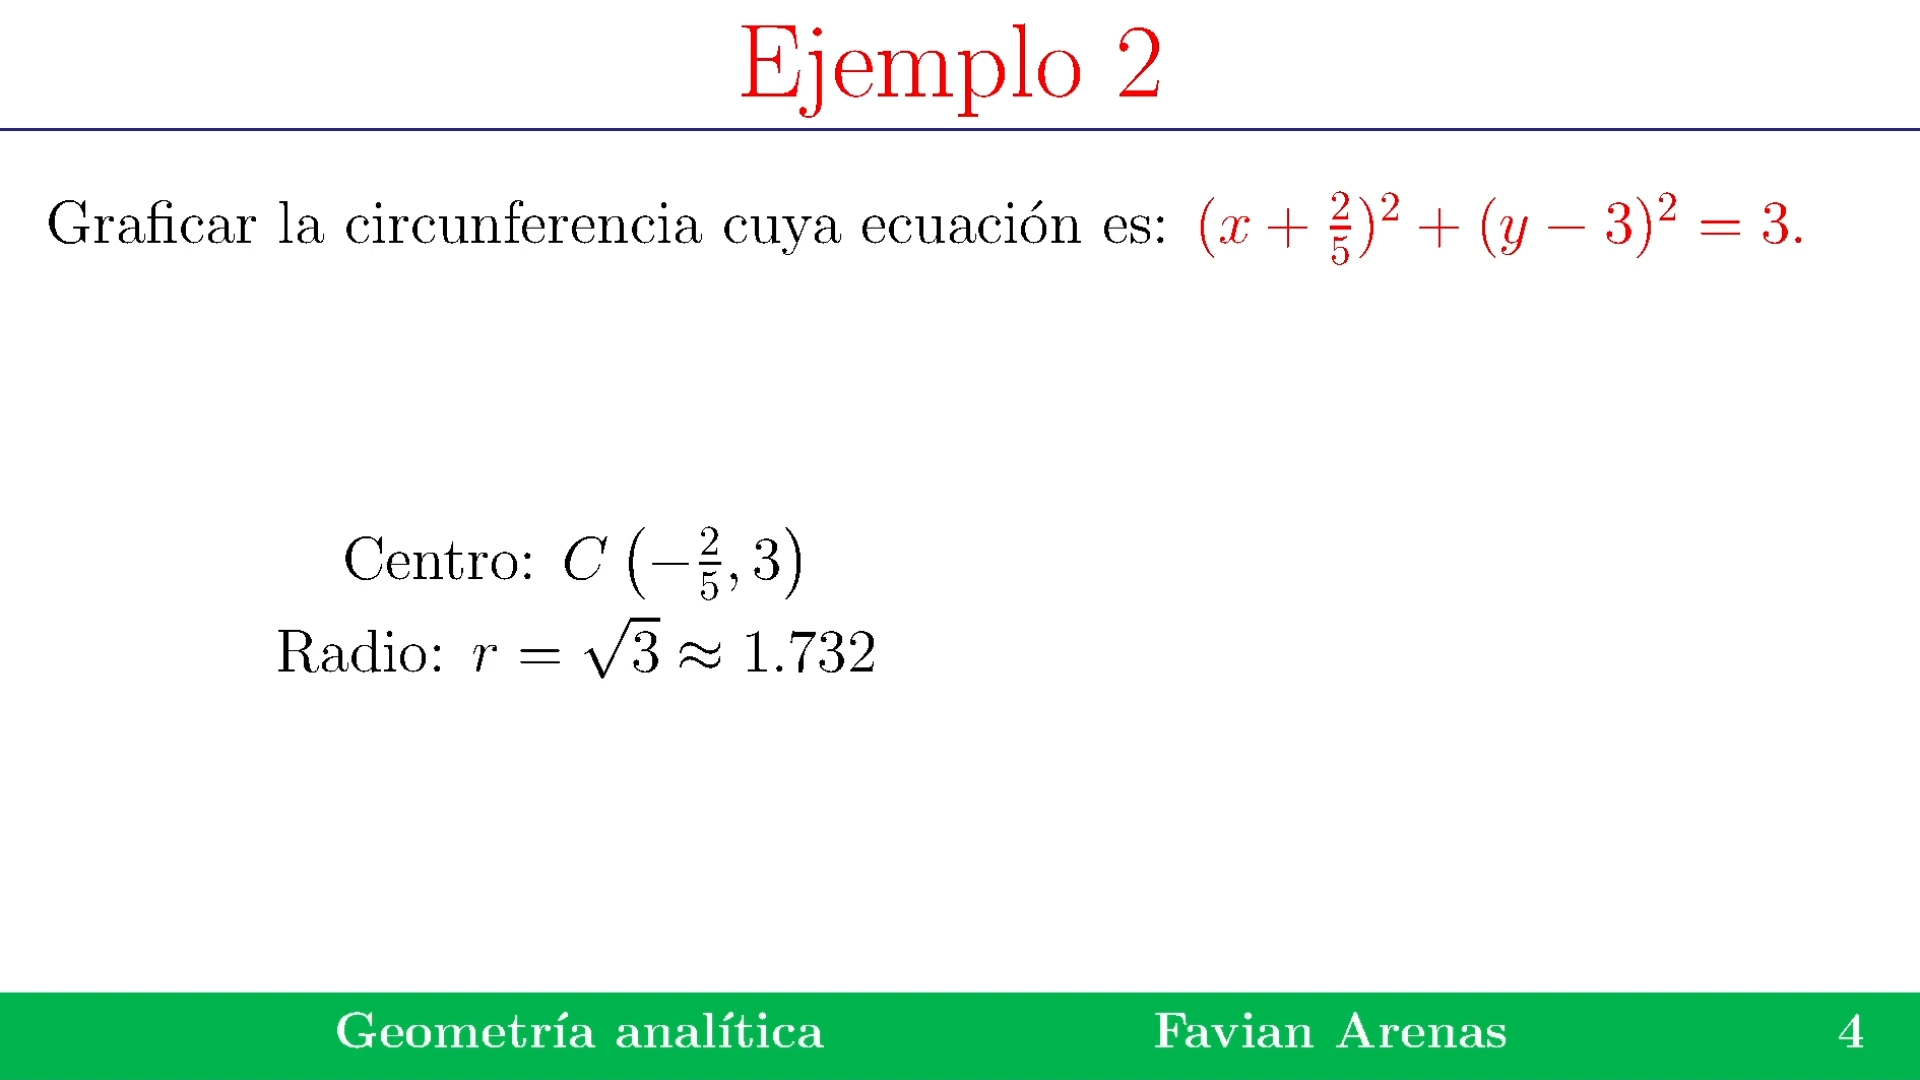 Ejemplo 2
Graficar la circunferencia cuya ecuación es: (x + 2/5)² + (y − 3)² = 3.
Centro: C (−2/5, 3)
Radio: r = √3 ≈ 1.732
Geometría analítica Favian Arenas 4